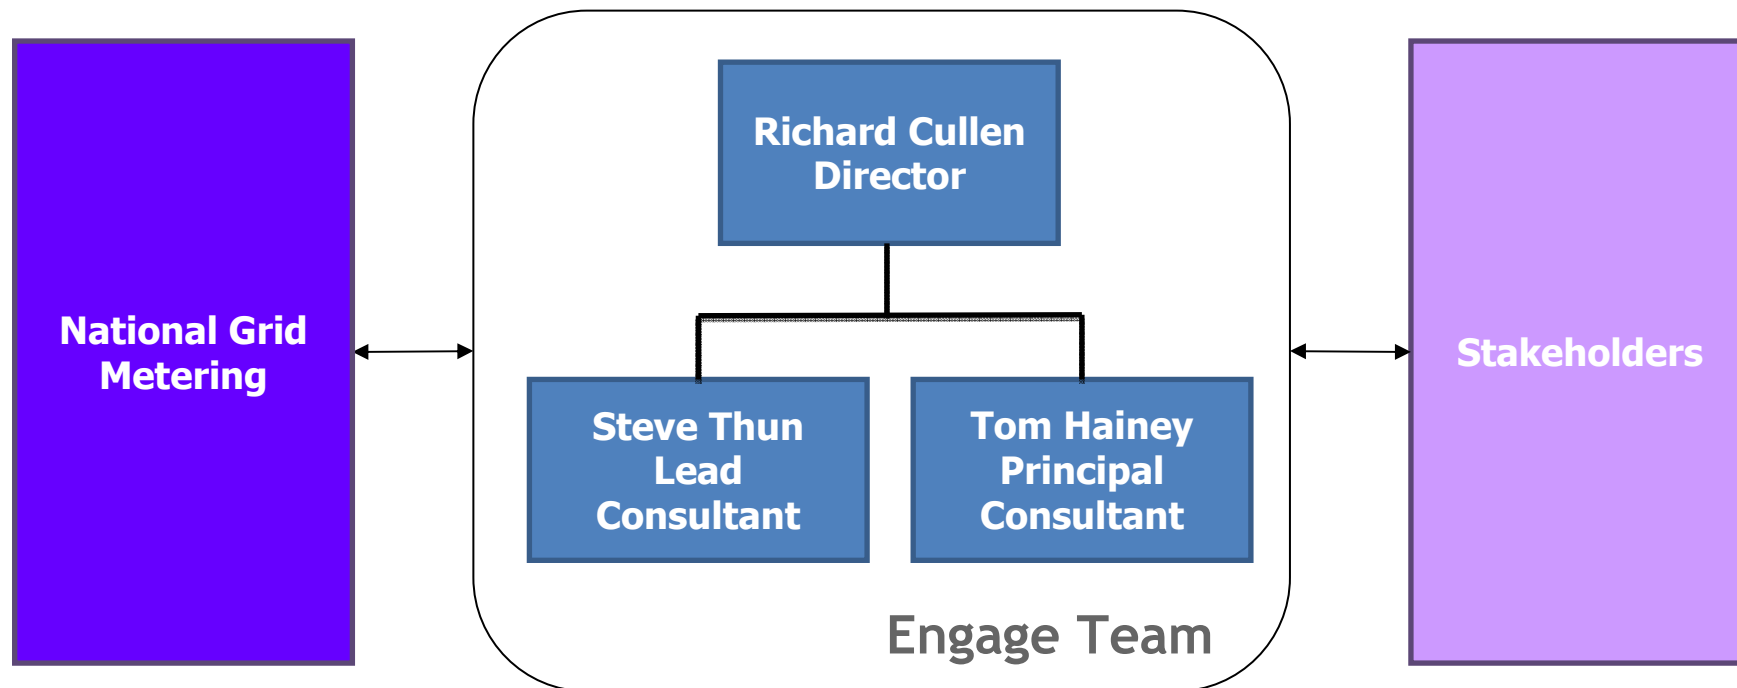 Richard Cullen
Director
National Grid
Metering
Stakeholders
Steve Thun
Lead
Consultant
Tom Hainey
Principal
Consultant
Engage Team